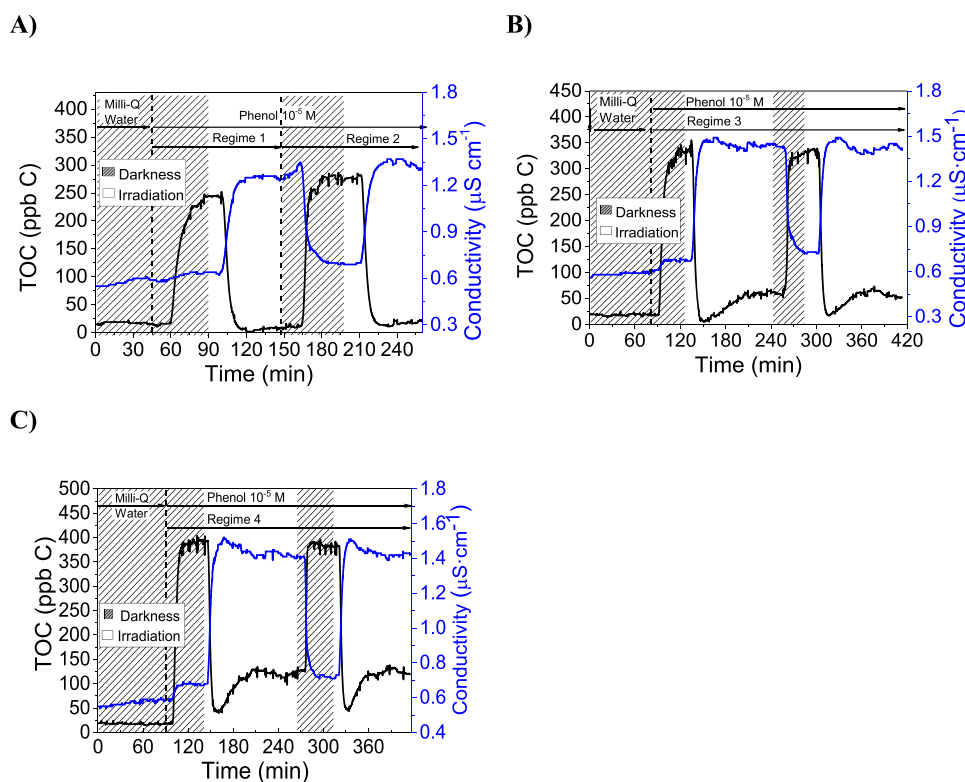 A)
TOC (ppb C)
400
350
300
250
200
150
100
50
0
Milli-Q
Water
Phenol 10⁻⁵ M
Regime 1
Regime 2
Darkness
Irradiation
1.8
1.5
1.2
0.9
0.6
0.3
Conductivity (μS cm⁻¹)
0 30 60 90 120 150 180 210 240
Time (min)
B)
TOC (ppb C)
450
400
350
300
250
200
150
100
50
0
Milli-Q
Water
Phenol 10⁻⁵ M
Regime 3
Darkness
Irradiation
1.8
1.5
1.2
0.9
0.6
0.3
Conductivity (μS·cm⁻¹)
0 60 120 180 240 300 360 420
Time (min)
C)
TOC (ppb C)
500
450
400
350
300
250
200
150
100
50
0
Milli-Q
Water
Phenol 10⁻⁵ M
Regime 4
Darkness
Irradiation
1.8
1.6
1.4
1.2
1.0
0.8
0.6
0.4
Conductivity (μS·cm⁻¹)
0 60 120 180 240 300 360
Time (min)